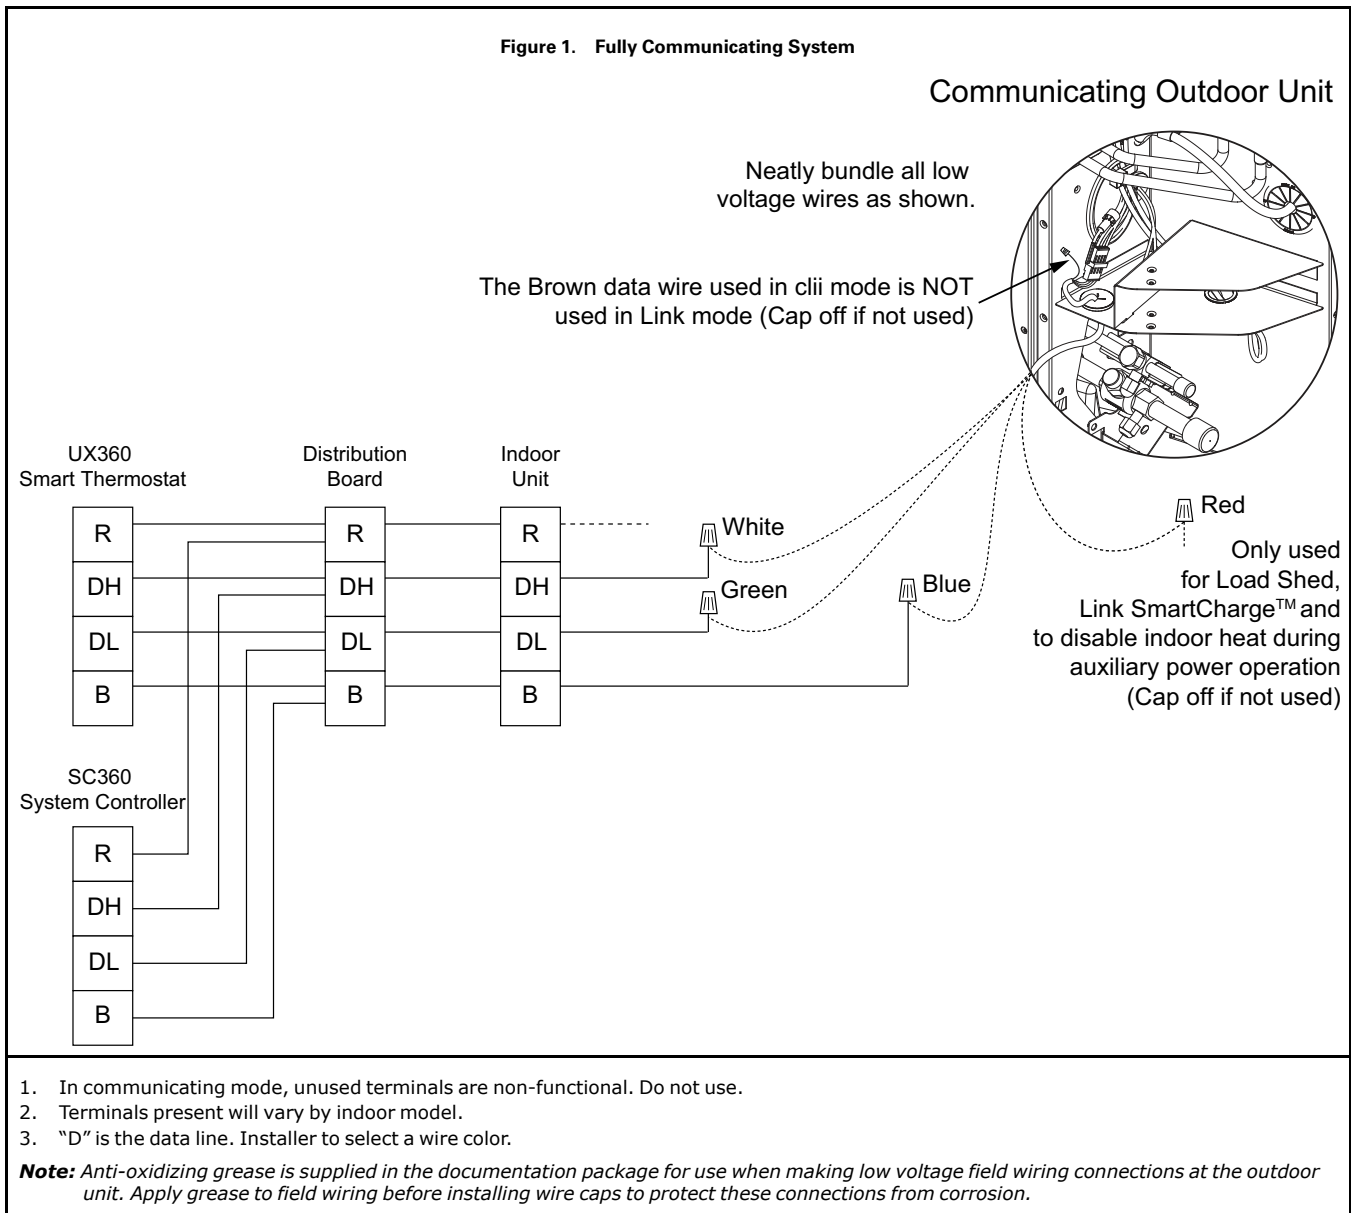 Figure 1. Fully Communicating System
Communicating Outdoor Unit
Neatly bundle all low
voltage wires as shown.
The Brown data wire used in clii mode is NOT
used in Link mode (Cap off if not used)
UX360
Smart Thermostat
Distribution
Board
Indoor
Unit
R
DH
DL
B
R
DH
DL
B
R
DH
DL
B
White
Green
Blue
Red
Only used
for Load Shed,
Link SmartCharge™ and
to disable indoor heat during
auxiliary power operation
(Cap off if not used)
SC360
System Controller
R
DH
DL
B
1. In communicating mode, unused terminals are non-functional. Do not use.
2. Terminals present will vary by indoor model.
3. “D” is the data line. Installer to select a wire color.
Note: Anti-oxidizing grease is supplied in the documentation package for use when making low voltage field wiring connections at the outdoor
unit. Apply grease to field wiring before installing wire caps to protect these connections from corrosion.